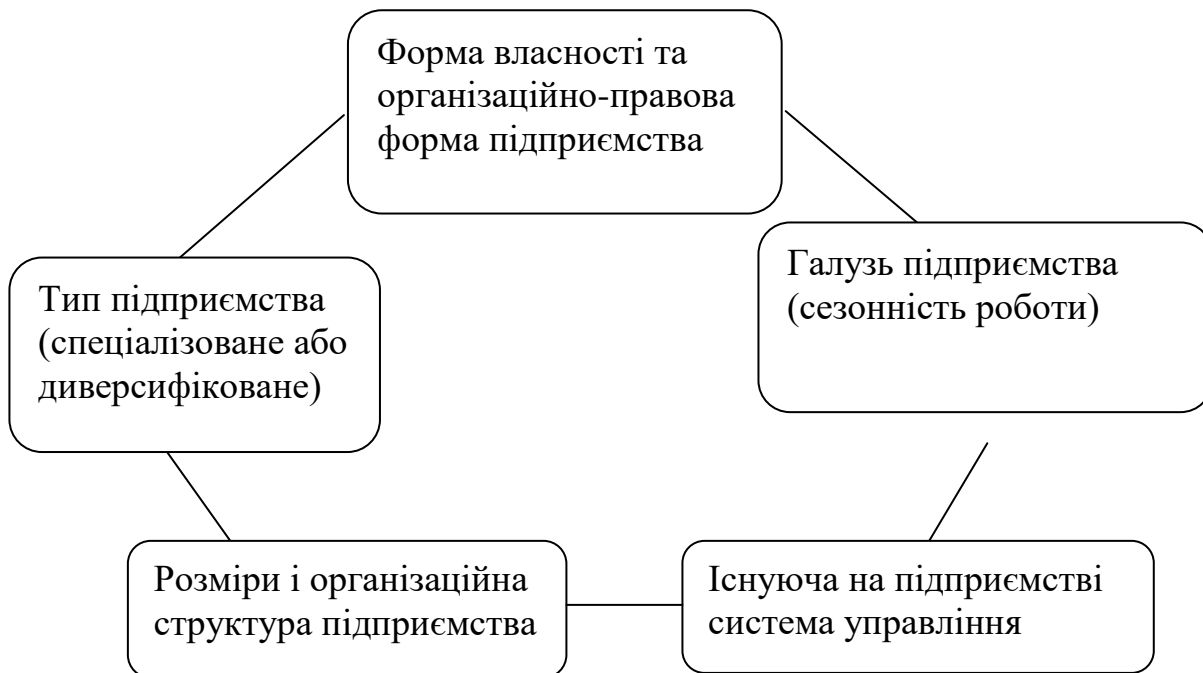 Форма власності та
організаційно-правова
форма підприємства
Галузь підприємства
(сезонність роботи)
Тип підприємства
(спеціалізоване або
диверсифіковане)
Розміри і організаційна
структура підприємства
Існуюча на підприємстві
система управління